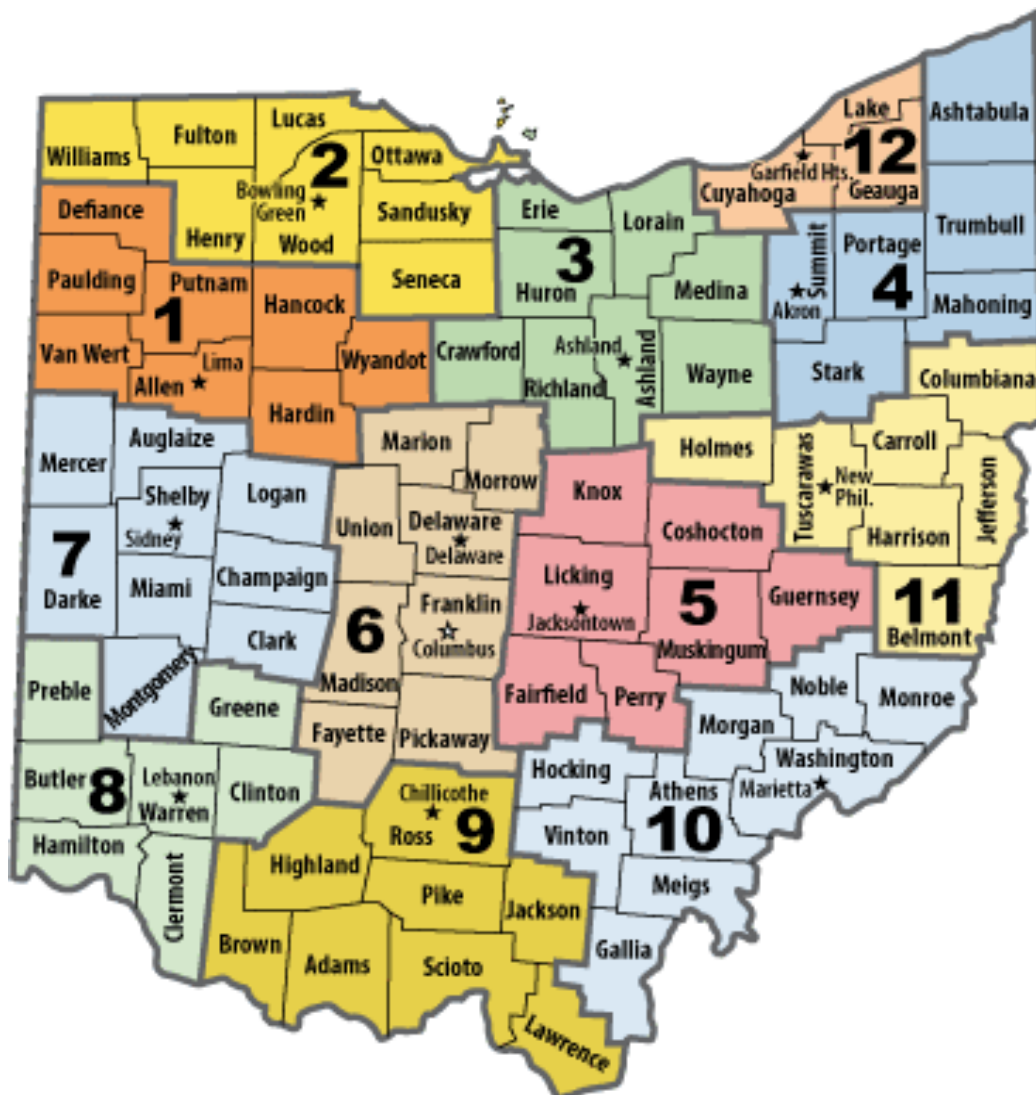 Williams
Fulton
Lucas
2
Ottawa
Bowling
Green
Henry
Wood
Sandusky
Seneca
Lake
12
Garfield Hts.
Cuyahoga
Geauga
Ashtabula
Defiance
Paulding
Putnam
1
Hancock
Van Wert
Lima
Allen
Wyandot
Hardin
Erie
Lorain
3
Huron
Medina
Crawford
Ashland
Richland
Ashland
Wayne
Summit
Portage
4
Akron
Trumbull
Mahoning
Stark
Columbiana
Mercer
Auglaize
Shelby
Sidney
Logan
7
Darke
Miami
Champaign
Clark
Montgomery
Marion
Morrow
Union
Delaware
Delaware
Franklin
6
Columbus
Madison
Fayette
Pickaway
Knox
Coshocton
Licking
5
Jacksontown
Guernsey
Muskingum
Fairfield
Perry
Holmes
Carroll
Tuscarawas
New
Phil.
Jefferson
Harrison
11
Belmont
Preble
Greene
Butler
8
Lebanon
Warren
Clinton
Hamilton
Clermont
Chillicothe
Ross
9
Highland
Pike
Jackson
Brown
Adams
Scioto
Lawrence
Noble
Monroe
Morgan
Washington
Hocking
Athens
Marietta
10
Vinton
Meigs
Gallia